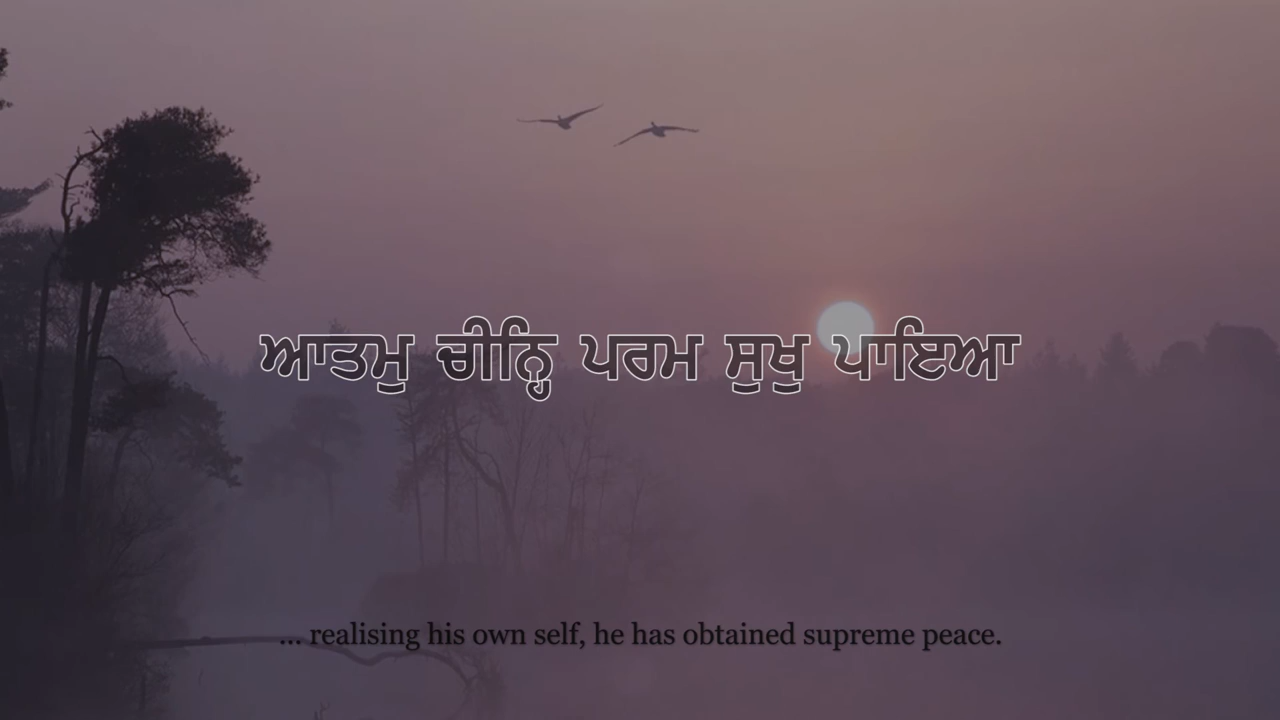 ਆਤਮੁ ਚੀਨ੍ਹਿ ਪਰਮ ਸੁਖੁ ਪਾਇਆ
... realising his own self, he has obtained supreme peace.